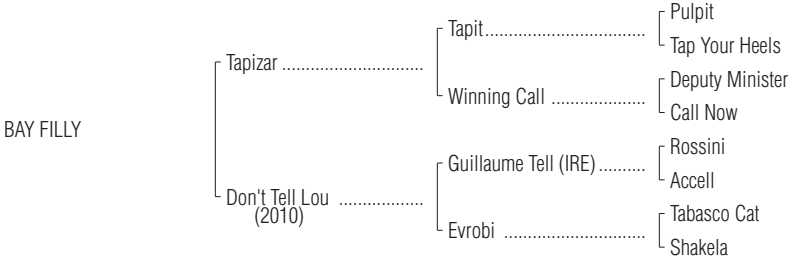 Pulpit
Tapit
Tap Your Heels
Tapizar
Deputy Minister
Winning Call
Call Now
BAY FILLY
Rossini
Guillaume Tell (IRE)
Accell
Don't Tell Lou
(2010)
Tabasco Cat
Evrobi
Shakela